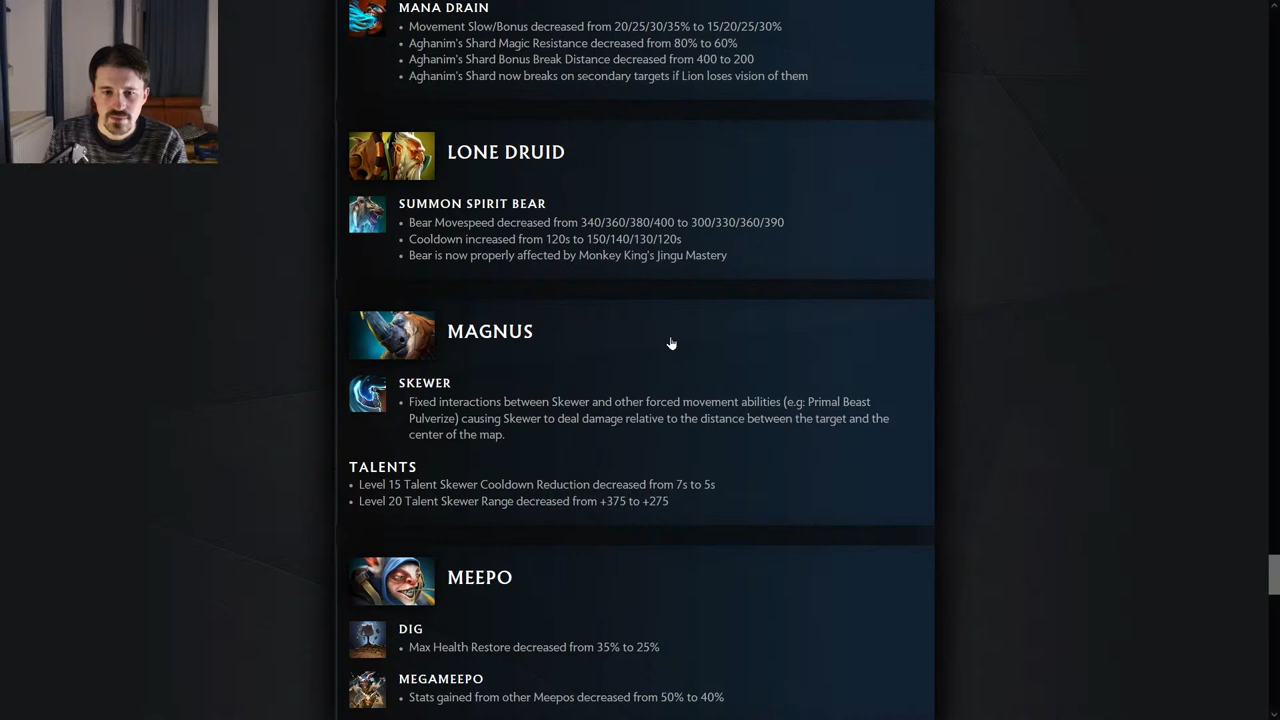 MANA DRAIN
• Movement Slow/Bonus decreased from 20/25/30/35% to 15/20/25/30%
• Aghanim's Shard Magic Resistance decreased from 80% to 60%
• Aghanim's Shard Bonus Break Distance decreased from 400 to 200
• Aghanim's Shard now breaks on secondary targets if Lion loses vision of them
LONE DRUID
SUMMON SPIRIT BEAR
• Bear Movespeed decreased from 340/360/380/400 to 300/330/360/390
• Cooldown increased from 120s to 150/140/130/120s
• Bear is now properly affected by Monkey King's Jingu Mastery
MAGNUS
SKEWER
• Fixed interactions between Skewer and other forced movement abilities (e.g: Primal Beast
Pulverize) causing Skewer to deal damage relative to the distance between the target and the
center of the map.
TALENTS
• Level 15 Talent Skewer Cooldown Reduction decreased from 7s to 5s
• Level 20 Talent Skewer Range decreased from +375 to +275
MEEPO
DIG
• Max Health Restore decreased from 35% to 25%
MEGAMEEPO
• Stats gained from other Meepos decreased from 50% to 40%